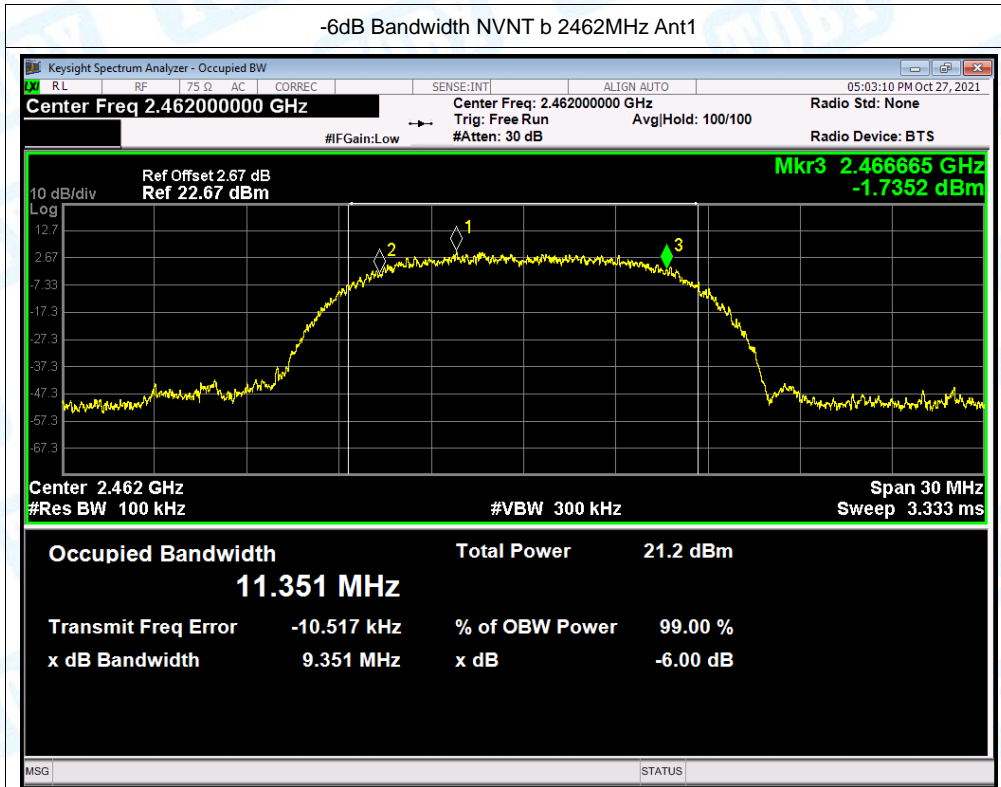 -6dB Bandwidth NVNT b 2462MHz Ant1
Keysight Spectrum Analyzer - Occupied BW
LXI RL RF 75 Ω AC CORREC SENSE:INT ALIGN AUTO 05:03:10 PM Oct 27, 2021
Center Freq 2.462000000 GHz
#IFGain:Low
Center Freq: 2.462000000 GHz
Trig: Free Run Avg|Hold: 100/100
#Atten: 30 dB
Radio Std: None
Radio Device: BTS
Mkr3 2.466665 GHz
-1.7352 dBm
Ref Offset 2.67 dB
10 dB/div Ref 22.67 dBm
Log
12.7
2.67
-7.33
-17.3
-27.3
-37.3
-47.3
-57.3
-67.3
1
2
3
Center 2.462 GHz Span 30 MHz
#Res BW 100 kHz #VBW 300 kHz Sweep 3.333 ms
Occupied Bandwidth Total Power 21.2 dBm
11.351 MHz
Transmit Freq Error -10.517 kHz % of OBW Power 99.00 %
x dB Bandwidth 9.351 MHz x dB -6.00 dB
MSG STATUS